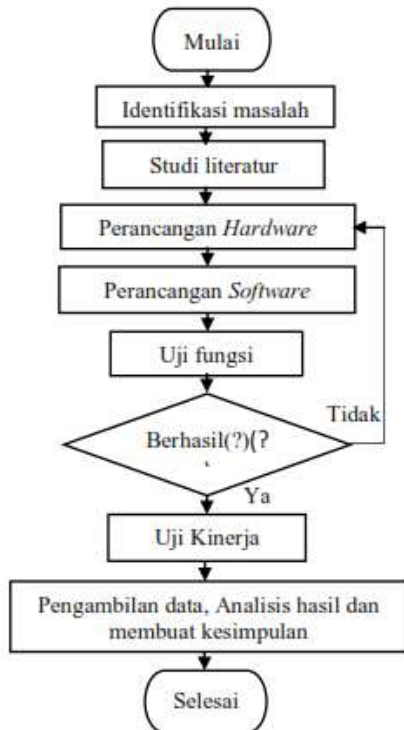 Mulai
Identifikasi masalah
Studi literatur
Perancangan Hardware
Perancangan Software
Uji fungsi
Tidak
Berhasil(?)(?
Ya
Uji Kinerja
Pengambilan data, Analisis hasil dan
membuat kesimpulan
Selesai